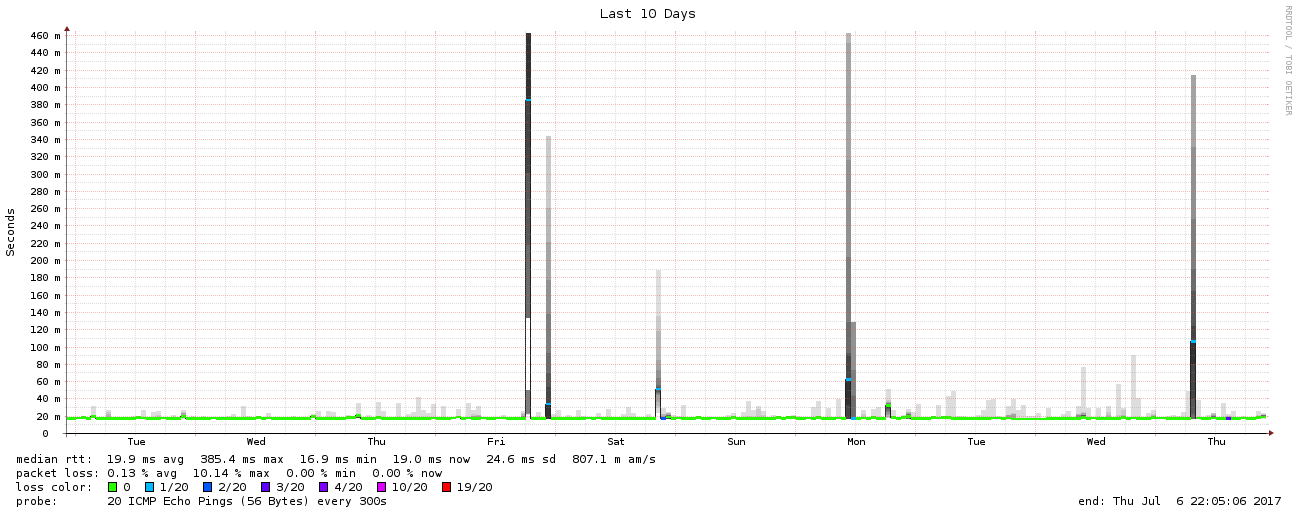 Last 10 Days
RRDTOOL / TOBI OETIKER
Seconds
460 m
440 m
420 m
400 m
380 m
360 m
340 m
320 m
300 m
280 m
260 m
240 m
220 m
200 m
180 m
160 m
140 m
120 m
100 m
80 m
60 m
40 m
20 m
0
Tue Wed Thu Fri Sat Sun Mon Tue Wed Thu
median rtt: 19.9 ms avg 385.4 ms max 16.9 ms min 19.0 ms now 24.6 ms sd 807.1 m am/s
packet loss: 0.13 % avg 10.14 % max 0.00 % min 0.00 % now
loss color: 0 1/20 2/20 3/20 4/20 10/20 19/20
probe: 20 ICMP Echo Pings (56 Bytes) every 300s end: Thu Jul 6 22:05:06 2017